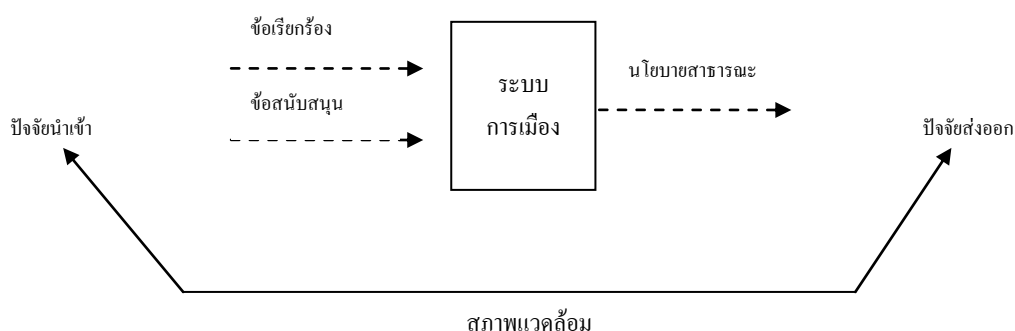 ข้อเรียกร้อง
ข้อสนับสนุน
ปัจจัยนำเข้า
ระบบ
การเมือง
นโยบายสาธารณะ
ปัจจัยส่งออก
สภาพแวดล้อม